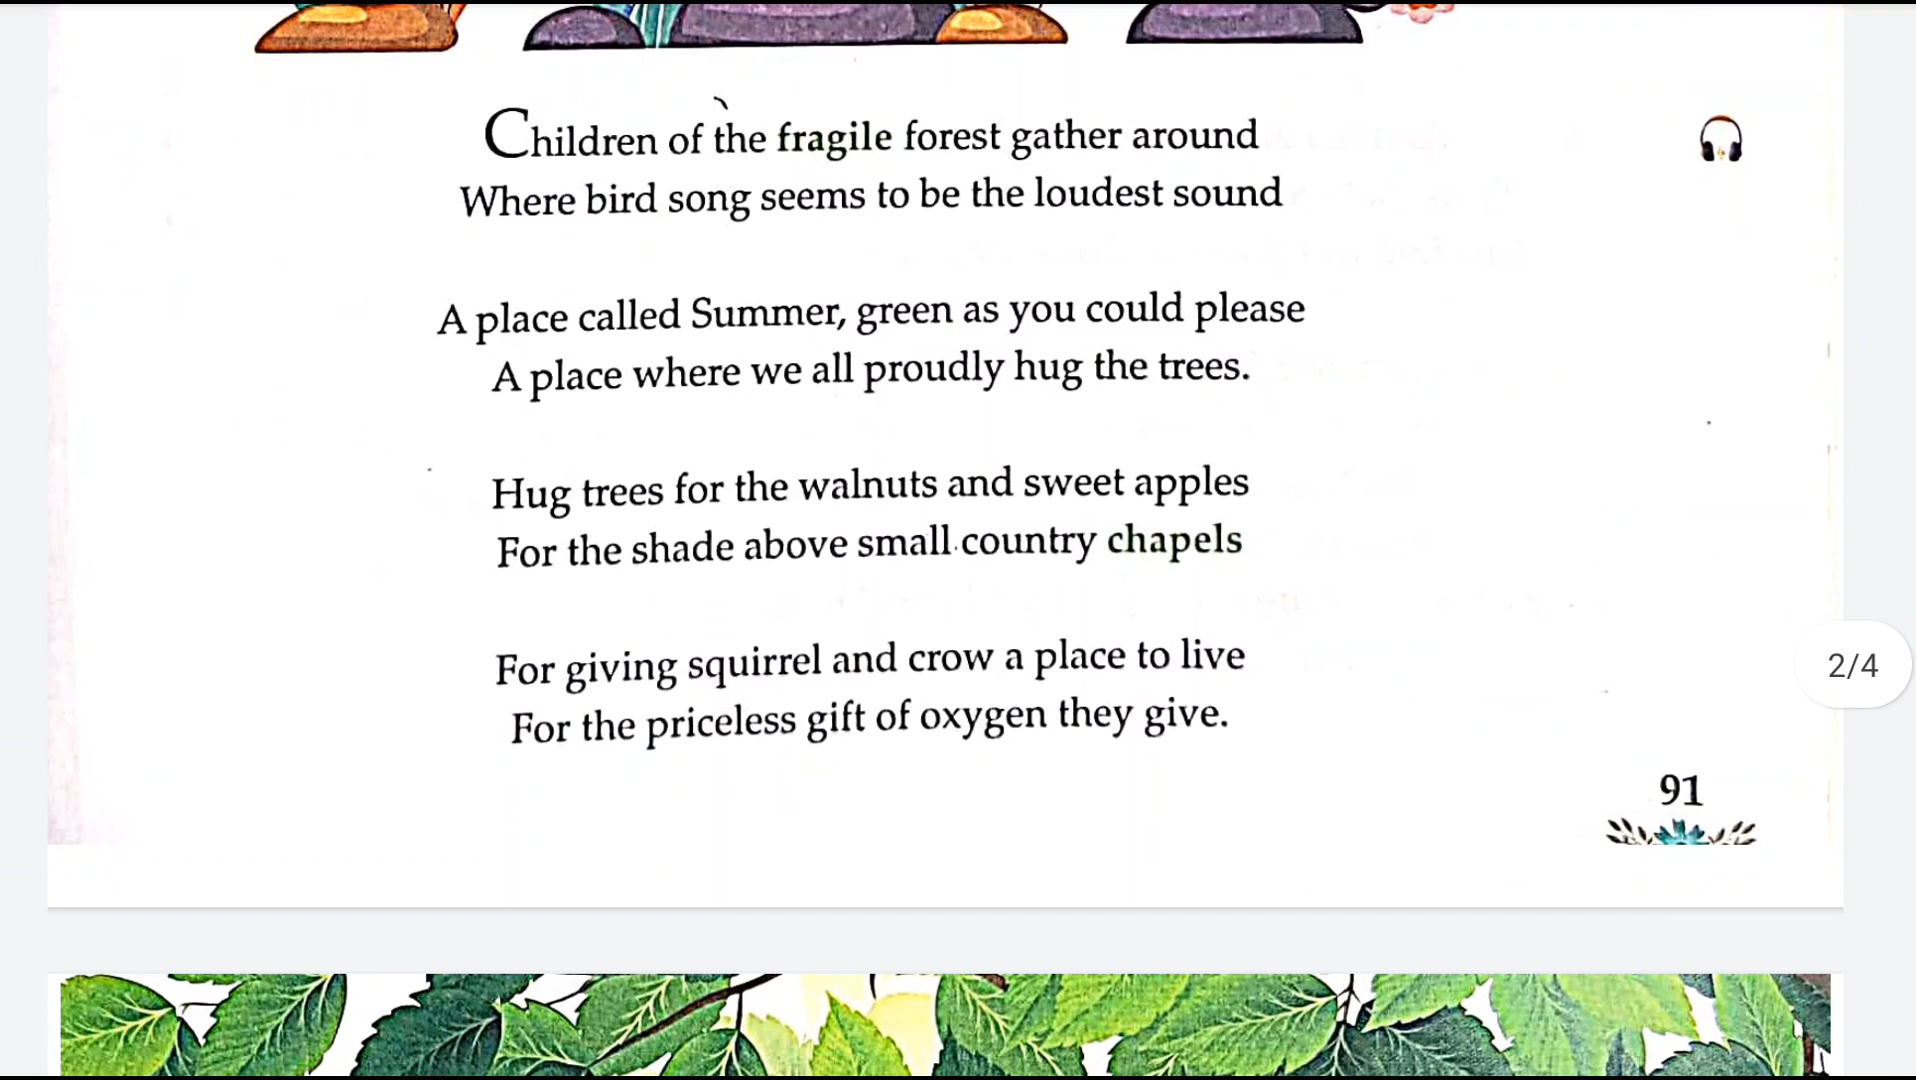 Children of the fragile forest gather around
Where bird song seems to be the loudest sound
A place called Summer, green as you could please
A place where we all proudly hug the trees.
Hug trees for the walnuts and sweet apples
For the shade above small country chapels
For giving squirrel and crow a place to live
For the priceless gift of oxygen they give.
2/4
91